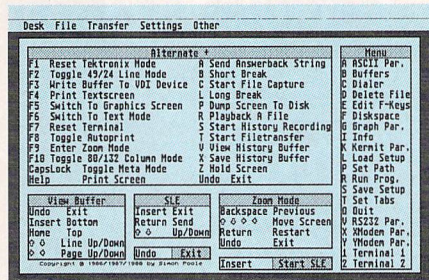 Desk File Transfer Settings Other
Alternate +
F1 Reset Tektronix Mode
F2 Toggle 49/24 Line Mode
F3 Write Buffer To VDI Device
F4 Print Textscreen
F5 Switch To Graphics Screen
F6 Switch To Text Mode
F7 Reset Terminal
F8 Toggle Autoprint
F9 Enter Zoom Mode
F10 Toggle 80/132 Column Mode
CapsLock Toggle Meta Mode
Help Print Screen
A Send Answerback String
B Short Break
C Start File Capture
L Long Break
P Dump Screen To Disk
R Playback A File
S Start History Recording
T Start Filetransfer
V View History Buffer
X Save History Buffer
Z Hold Screen
Undo Exit
Menu
A ASCII Par.
B Buffers
C Dialer
D Delete File
E Edit F-Keys
F Diskspace
G Graph Par.
I Info
K Kermit Par.
L Load Setup
P Set Path
R Run Prog.
S Save Setup
T Set Tabs
Q Quit
V RS232 Par.
X XModem Par.
Y YModem Par.
1 Terminal 1
2 Terminal 2
View Buffer
Undo Exit
Insert Bottom
Home Top
⇧ ⇩ Line Up/Down
⇧ ⇩ Page Up/Down
SLE
Insert Exit
Return Send
⇧ ⇩ Up/Down
Undo Exit
Zoom Mode
Backspace Previous
⇧ ⇩ ⇦ ⇨ Move Screen
Return Restart
Undo Exit
Insert Start SLE
Copyright @ 1986/1987/1988 by Simon Poole